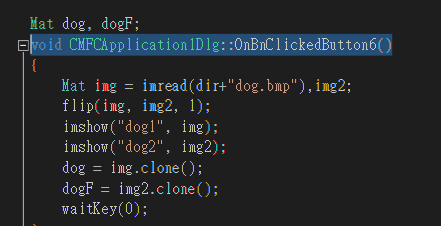 Mat dog, dogF;
void CMFCApplication1Dlg::OnBnClickedButton6()
{
Mat img = imread(dir+"dog.bmp"),img2;
flip(img, img2, 1);
imshow("dog1", img);
imshow("dog2", img2);
dog = img.clone();
dogF = img2.clone();
waitKey(0);